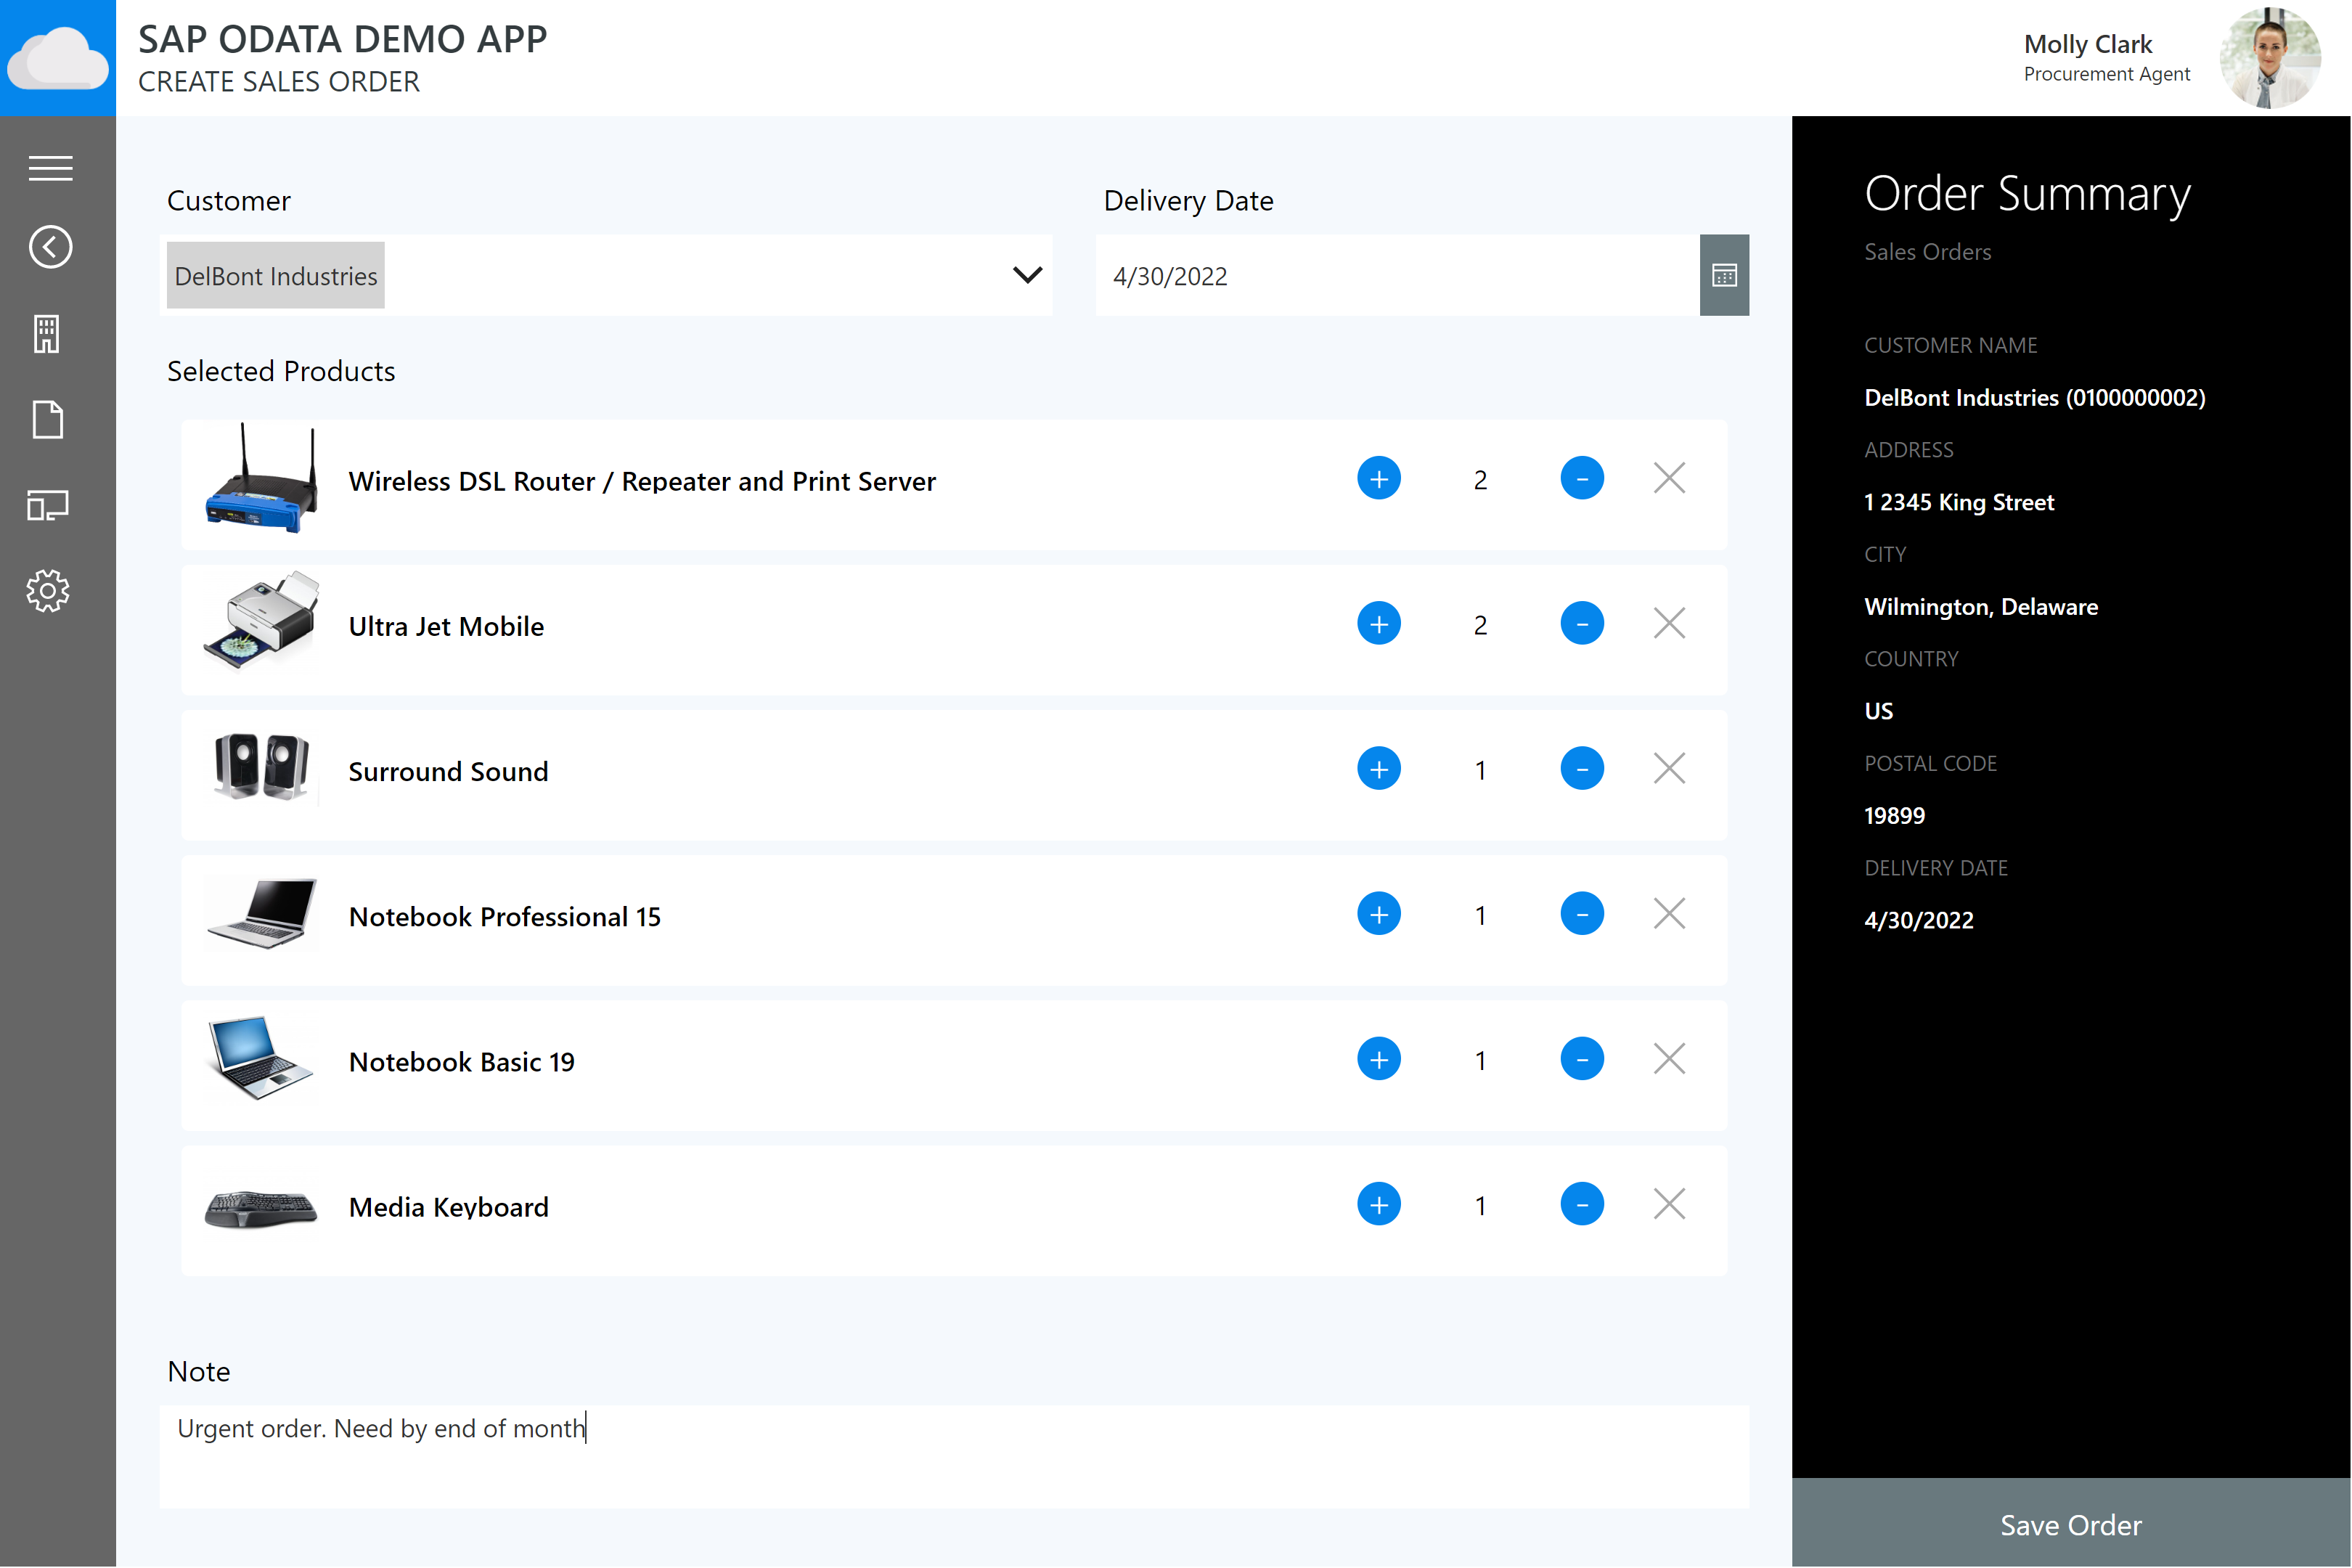 SAP ODATA DEMO APP
CREATE SALES ORDER
Molly Clark
Procurement Agent
Customer
DelBont Industries
Delivery Date
4/30/2022
Selected Products
Wireless DSL Router / Repeater and Print Server
+ 2 -
Ultra Jet Mobile
+ 2 -
Surround Sound
+ 1 -
Notebook Professional 15
+ 1 -
Notebook Basic 19
+ 1 -
Media Keyboard
+ 1 -
Note
Urgent order. Need by end of month
Order Summary
Sales Orders
CUSTOMER NAME
DelBont Industries (0100000002)
ADDRESS
1 2345 King Street
CITY
Wilmington, Delaware
COUNTRY
US
POSTAL CODE
19899
DELIVERY DATE
4/30/2022
Save Order